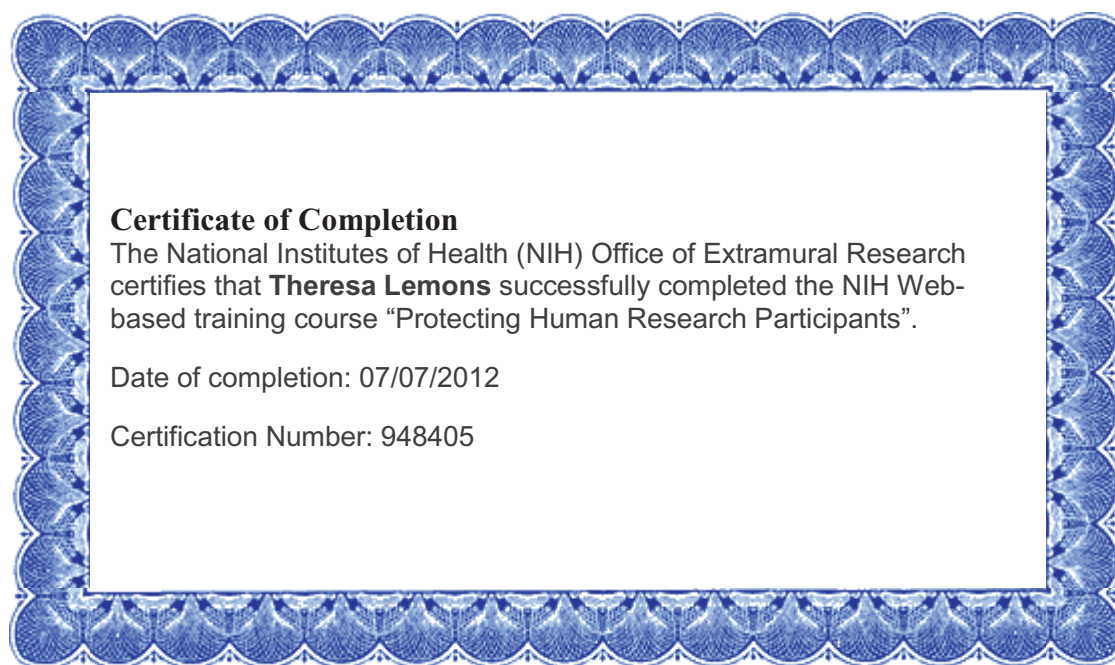 Certificate of Completion
The National Institutes of Health (NIH) Office of Extramural Research
certifies that Theresa Lemons successfully completed the NIH Web-
based training course “Protecting Human Research Participants”.
Date of completion: 07/07/2012
Certification Number: 948405